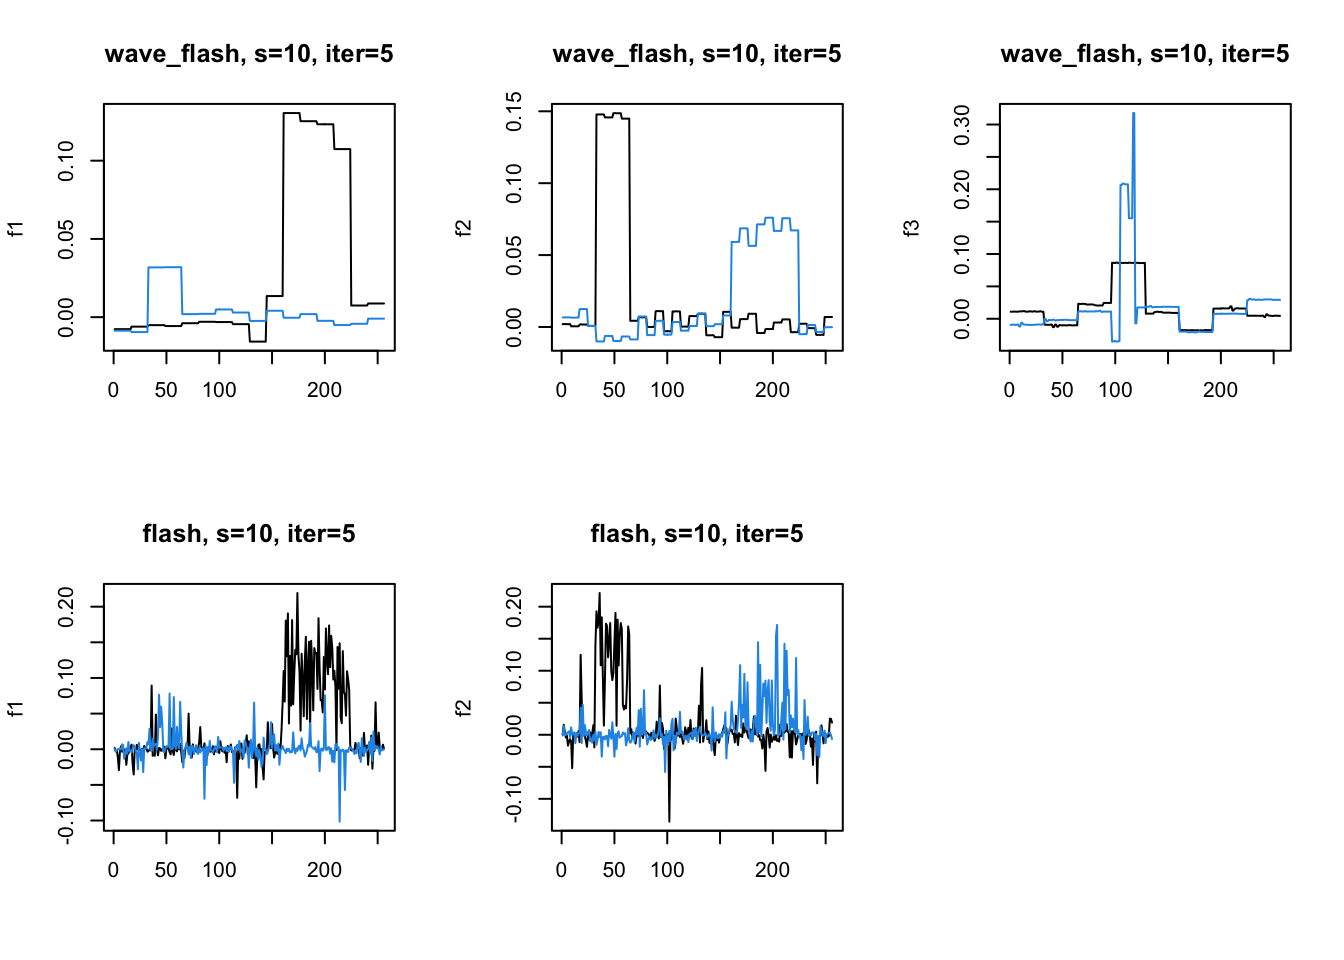 wave_flash, s=10, iter=5
f1
0.00 0.05 0.10
0 50 100 200
wave_flash, s=10, iter=5
f2
0.00 0.05 0.10 0.15
0 50 100 200
wave_flash, s=10, iter=5
f3
0.00 0.10 0.20 0.30
0 50 100 200
flash, s=10, iter=5
f1
-0.10 0.00 0.10 0.20
0 50 100 200
flash, s=10, iter=5
f2
-0.10 0.00 0.10 0.20
0 50 100 200